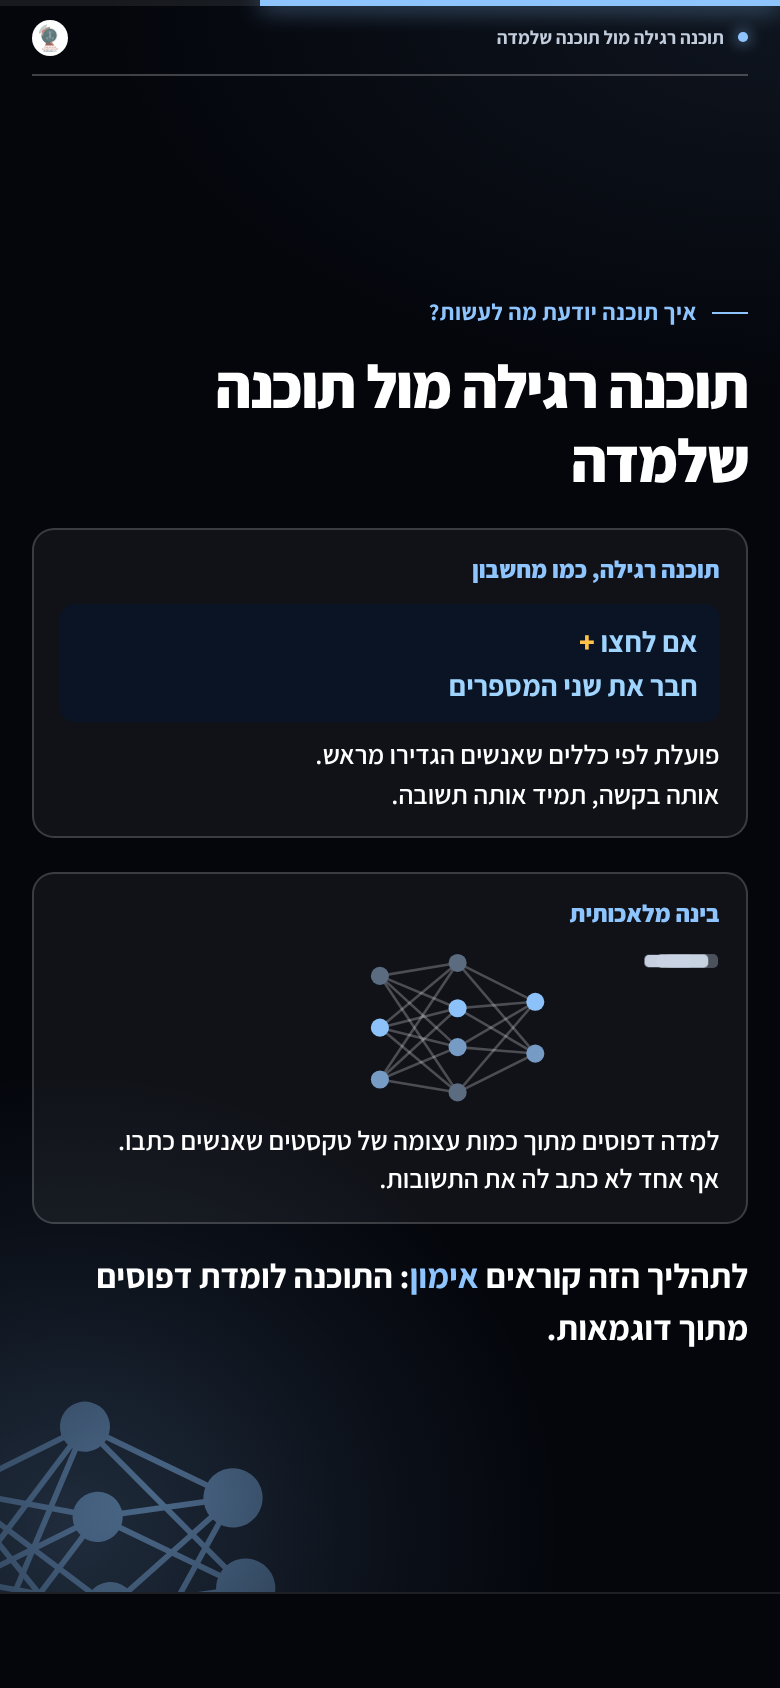 תוכנה רגילה מול תוכנה שלמדה
איך תוכנה יודעת מה לעשות?
תוכנה רגילה מול תוכנה
שלמדה
תוכנה רגילה, כמו מחשבון
אם לחצו +
חבר את שני המספרים
פועלת לפי כללים שאנשים הגדירו מראש.
אותה בקשה, תמיד אותה תשובה.
בינה מלאכותית
למדה דפוסים מתוך כמות עצומה של טקסטים שאנשים כתבו.
אף אחד לא כתב לה את התשובות.
לתהליך הזה קוראים אימון: התוכנה לומדת דפוסים
מתוך דוגמאות.